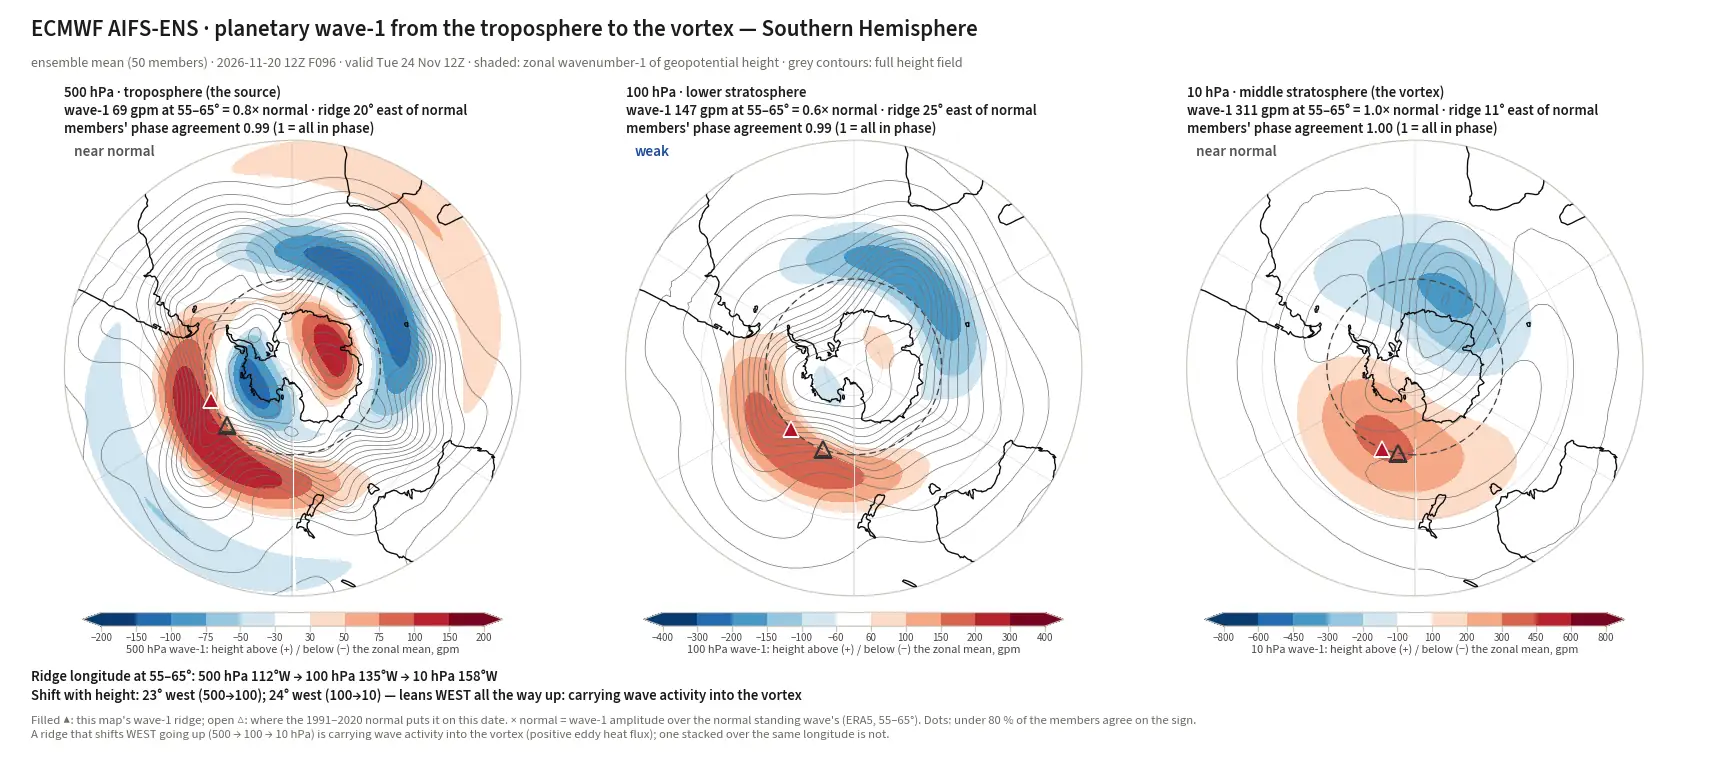 ECMWF AIFS-ENS · planetary wave-1 from the troposphere to the vortex — Southern Hemisphere
ensemble mean (50 members) · 2026-11-20 12Z F096 · valid Tue 24 Nov 12Z · shaded: zonal wavenumber-1 of geopotential height · grey contours: full height field
500 hPa · troposphere (the source)
wave-1 69 gpm at 55–65° = 0.8× normal · ridge 20° east of normal
members' phase agreement 0.99 (1 = all in phase)
near normal
100 hPa · lower stratosphere
wave-1 147 gpm at 55–65° = 0.6× normal · ridge 25° east of normal
members' phase agreement 0.99 (1 = all in phase)
weak
10 hPa · middle stratosphere (the vortex)
wave-1 311 gpm at 55–65° = 1.0× normal · ridge 11° east of normal
members' phase agreement 1.00 (1 = all in phase)
near normal
−200 −150 −100 −75 −50 −30 30 50 75 100 150 200
500 hPa wave-1: height above (+) / below (−) the zonal mean, gpm
−400 −300 −200 −150 −100 −60 60 100 150 200 300 400
100 hPa wave-1: height above (+) / below (−) the zonal mean, gpm
−800 −600 −450 −300 −200 −100 100 200 300 450 600 800
10 hPa wave-1: height above (+) / below (−) the zonal mean, gpm
Ridge longitude at 55–65°: 500 hPa 112°W → 100 hPa 135°W → 10 hPa 158°W
Shift with height: 23° west (500→100); 24° west (100→10) — leans WEST all the way up: carrying wave activity into the vortex
Filled ▲: this map's wave-1 ridge; open △: where the 1991–2020 normal puts it on this date. × normal = wave-1 amplitude over the normal standing wave's (ERA5, 55–65°). Dots: under 80 % of the members agree on the sign.
A ridge that shifts WEST going up (500 → 100 → 10 hPa) is carrying wave activity into the vortex (positive eddy heat flux); one stacked over the same longitude is not.